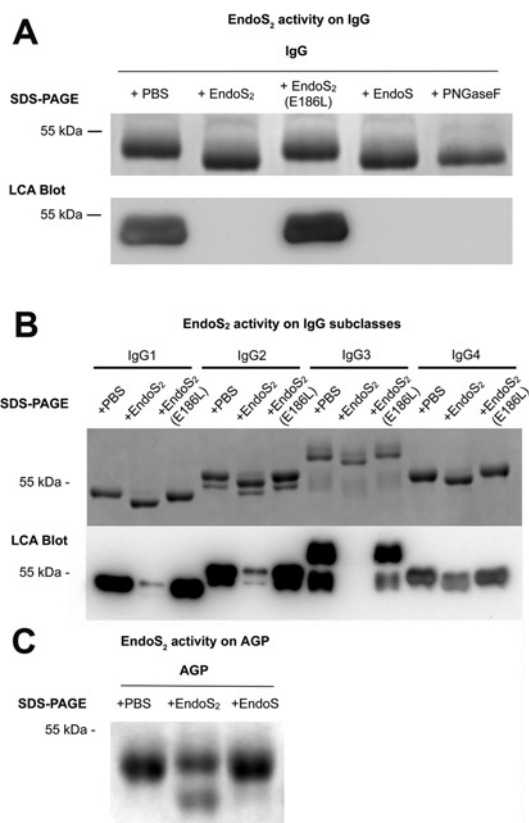 A
EndoS₂ activity on IgG
IgG
SDS-PAGE
+ PBS
+ EndoS₂
+ EndoS₂
(E186L)
+ EndoS
+ PNGaseF
55 kDa
LCA Blot
55 kDa
B
EndoS₂ activity on IgG subclasses
IgG1
IgG2
IgG3
IgG4
SDS-PAGE
+PBS
+EndoS₂
+EndoS₂
(E186L)
+PBS
+EndoS₂
+EndoS₂
(E186L)
+PBS
+EndoS₂
+EndoS₂
(E186L)
+PBS
+EndoS₂
+EndoS₂
(E186L)
55 kDa -
LCA Blot
55 kDa -
C
EndoS₂ activity on AGP
AGP
SDS-PAGE
+PBS
+EndoS₂
+EndoS
55 kDa -